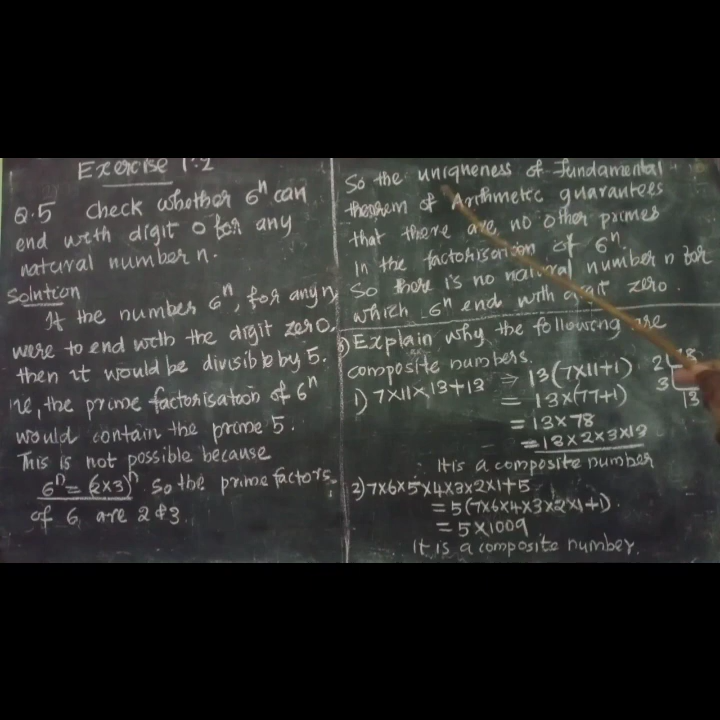 Exercise 1.2
Q.5 Check whether 6ⁿ can
end with digit 0 for any
natural number n.
Solution
If the number 6ⁿ, for any n,
were to end with the digit zero.
then it would be divisible by 5.
ie, the prime factorisation of 6ⁿ
would contain the prime 5.
This is not possible because
6ⁿ = (2×3)ⁿ so the prime factors
of 6 are 2 & 3
So the uniqueness of Fundamental
theorem of Arithmetic guarantees
that there are no other primes
In the factorisation of 6ⁿ.
So there is no natural number n for
which 6ⁿ end with digit zero.
Explain why the following are
composite numbers.
1) 7×11×13+13 ⇒ 13(7×11+1)
= 13×(77+1)
= 13×78
= 13×2×3×13
∴ It is a composite number
2) 7×6×5×4×3×2×1+5
= 5(7×6×4×3×2×1+1)
= 5×1009
It is a composite number.
2
3
13